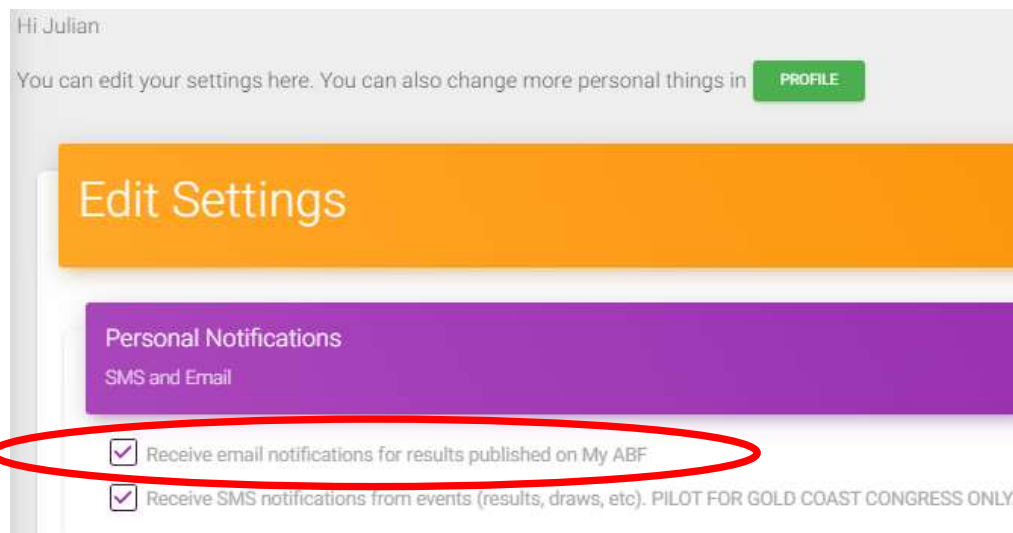 Hi Julian
You can edit your settings here. You can also change more personal things in PROFILE
Edit Settings
Personal Notifications
SMS and Email
Receive email notifications for results published on My ABF
Receive SMS notifications from events (results, draws, etc). PILOT FOR GOLD COAST CONGRESS ONLY.